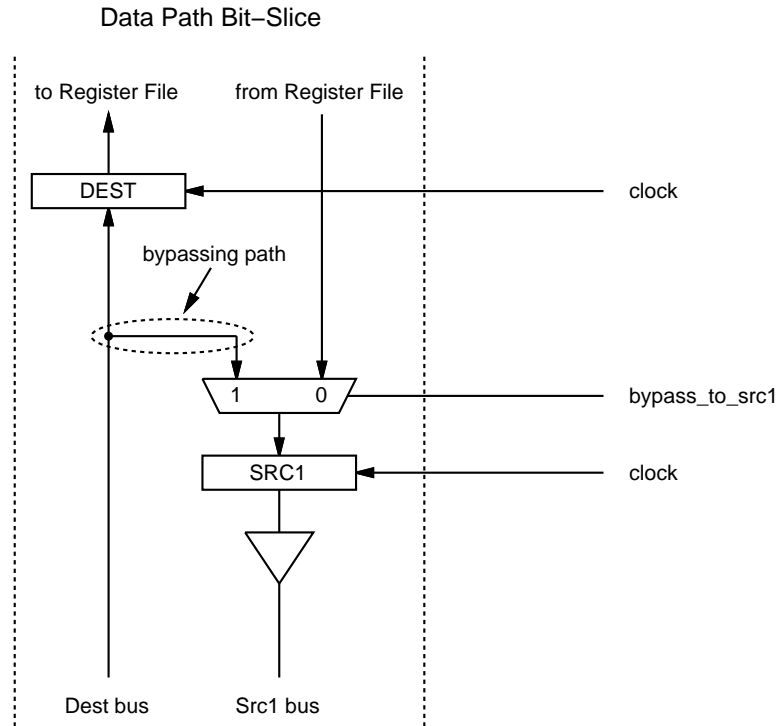 Data Path Bit−Slice
to Register File
from Register File
DEST
clock
bypassing path
1
0
bypass_to_src1
SRC1
clock
Dest bus
Src1 bus